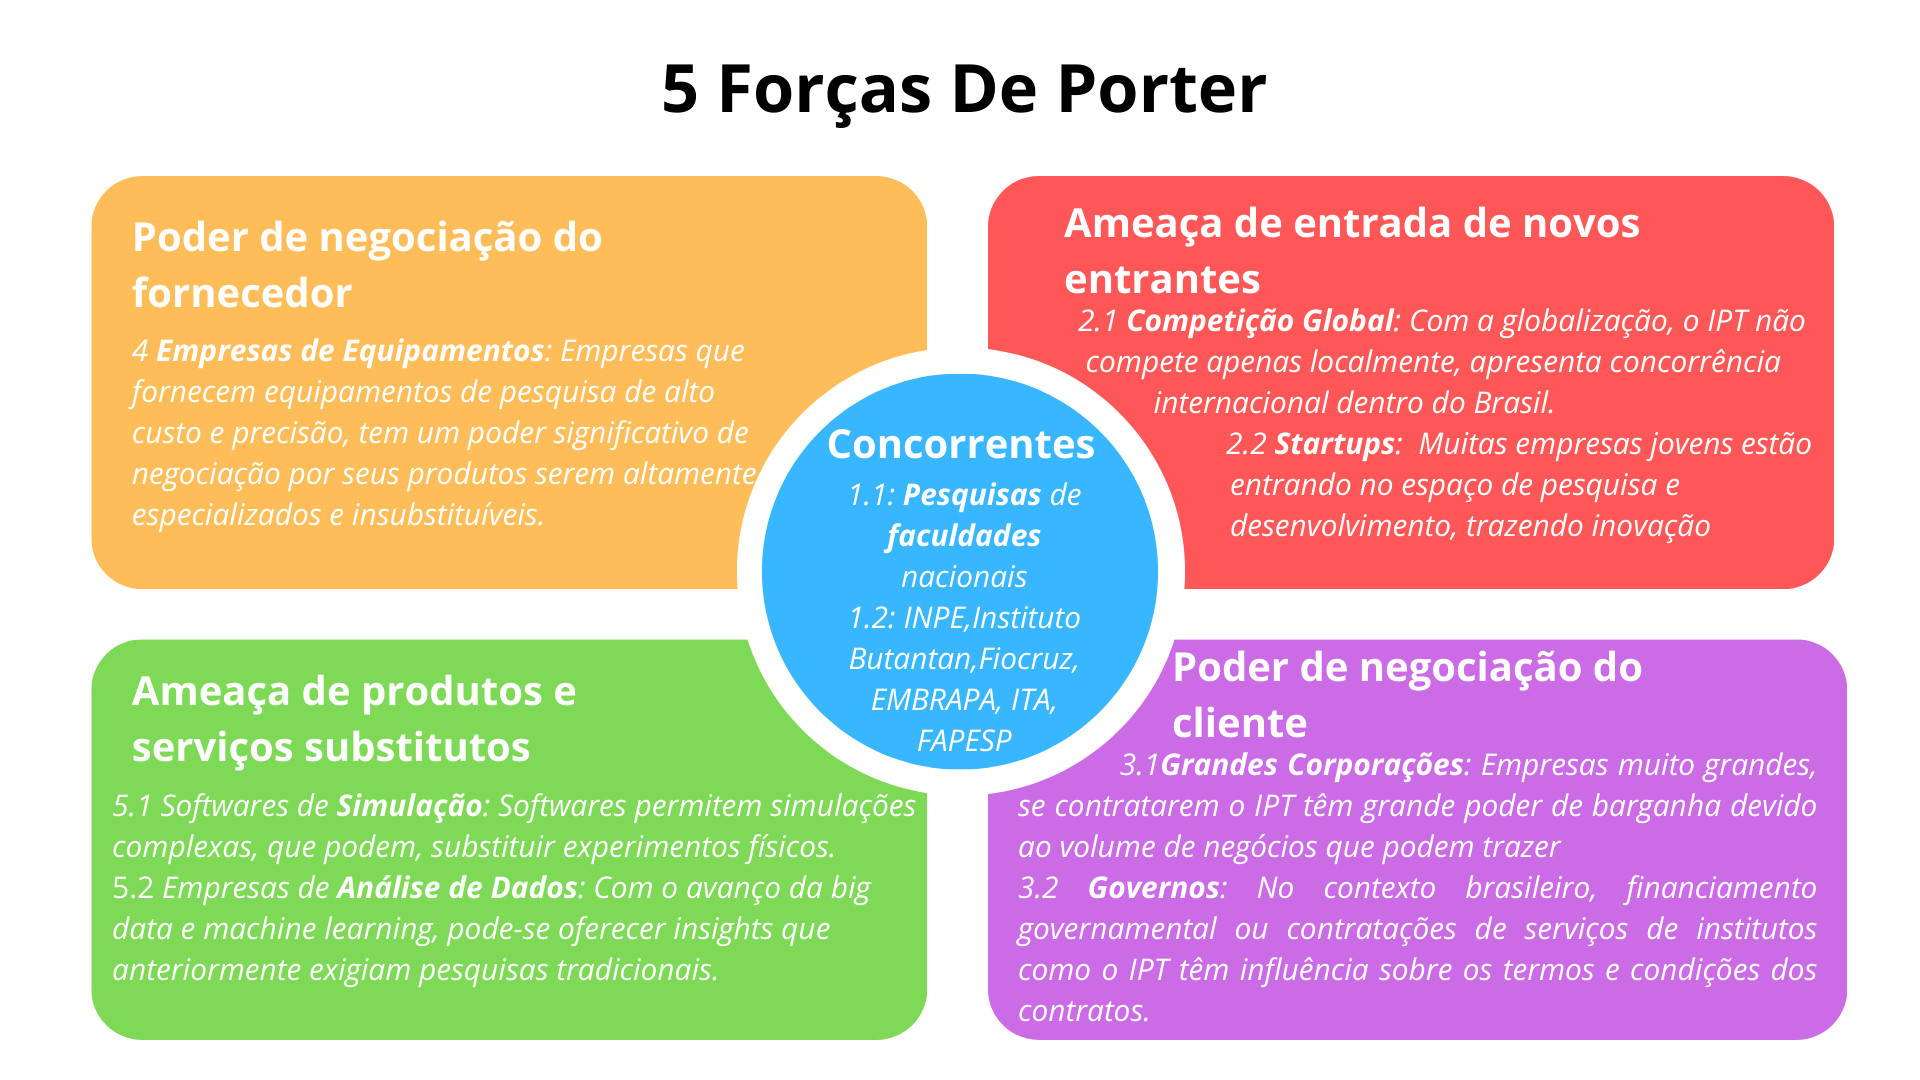 5 Forças De Porter
Poder de negociação do
fornecedor
4 Empresas de Equipamentos: Empresas que
fornecem equipamentos de pesquisa de alto
custo e precisão, tem um poder significativo de
negociação por seus produtos serem altamente
especializados e insubstituíveis.
Ameaça de entrada de novos
entrantes
2.1 Competição Global: Com a globalização, o IPT não
compete apenas localmente, apresenta concorrência
internacional dentro do Brasil.
2.2 Startups: Muitas empresas jovens estão
entrando no espaço de pesquisa e
desenvolvimento, trazendo inovação
Concorrentes
1.1: Pesquisas de
faculdades
nacionais
1.2: INPE,Instituto
Butantan,Fiocruz,
EMBRAPA, ITA,
FAPESP
Ameaça de produtos e
serviços substitutos
5.1 Softwares de Simulação: Softwares permitem simulações
complexas, que podem, substituir experimentos físicos.
5.2 Empresas de Análise de Dados: Com o avanço da big
data e machine learning, pode-se oferecer insights que
anteriormente exigiam pesquisas tradicionais.
Poder de negociação do
cliente
3.1Grandes Corporações: Empresas muito grandes,
se contratarem o IPT têm grande poder de barganha devido
ao volume de negócios que podem trazer
3.2 Governos: No contexto brasileiro, financiamento
governamental ou contratações de serviços de institutos
como o IPT têm influência sobre os termos e condições dos
contratos.